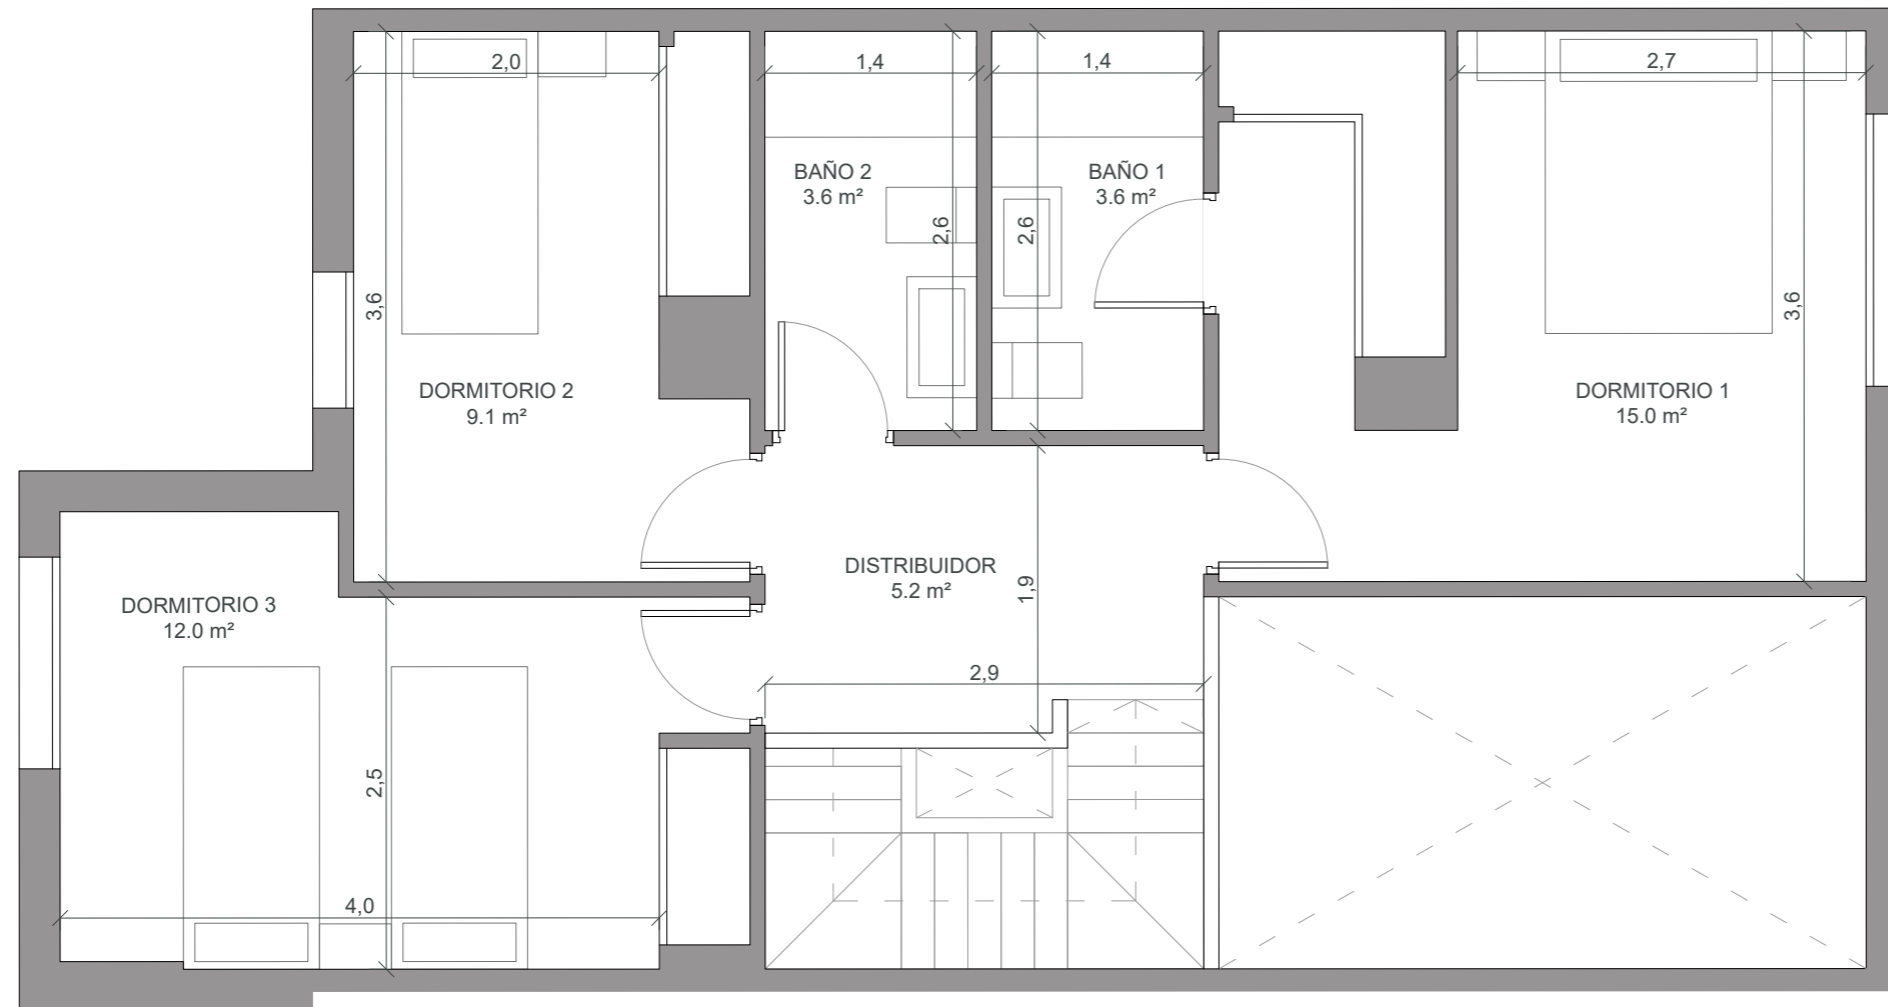 2,0
1,4
1,4
2,7
BAÑO 2
3.6 m²
BAÑO 1
3.6 m²
2,6
2,6
3,6
3,6
DORMITORIO 2
9.1 m²
DORMITORIO 1
15.0 m²
DISTRIBUIDOR
5.2 m²
1,9
DORMITORIO 3
12.0 m²
2,9
2,5
4,0